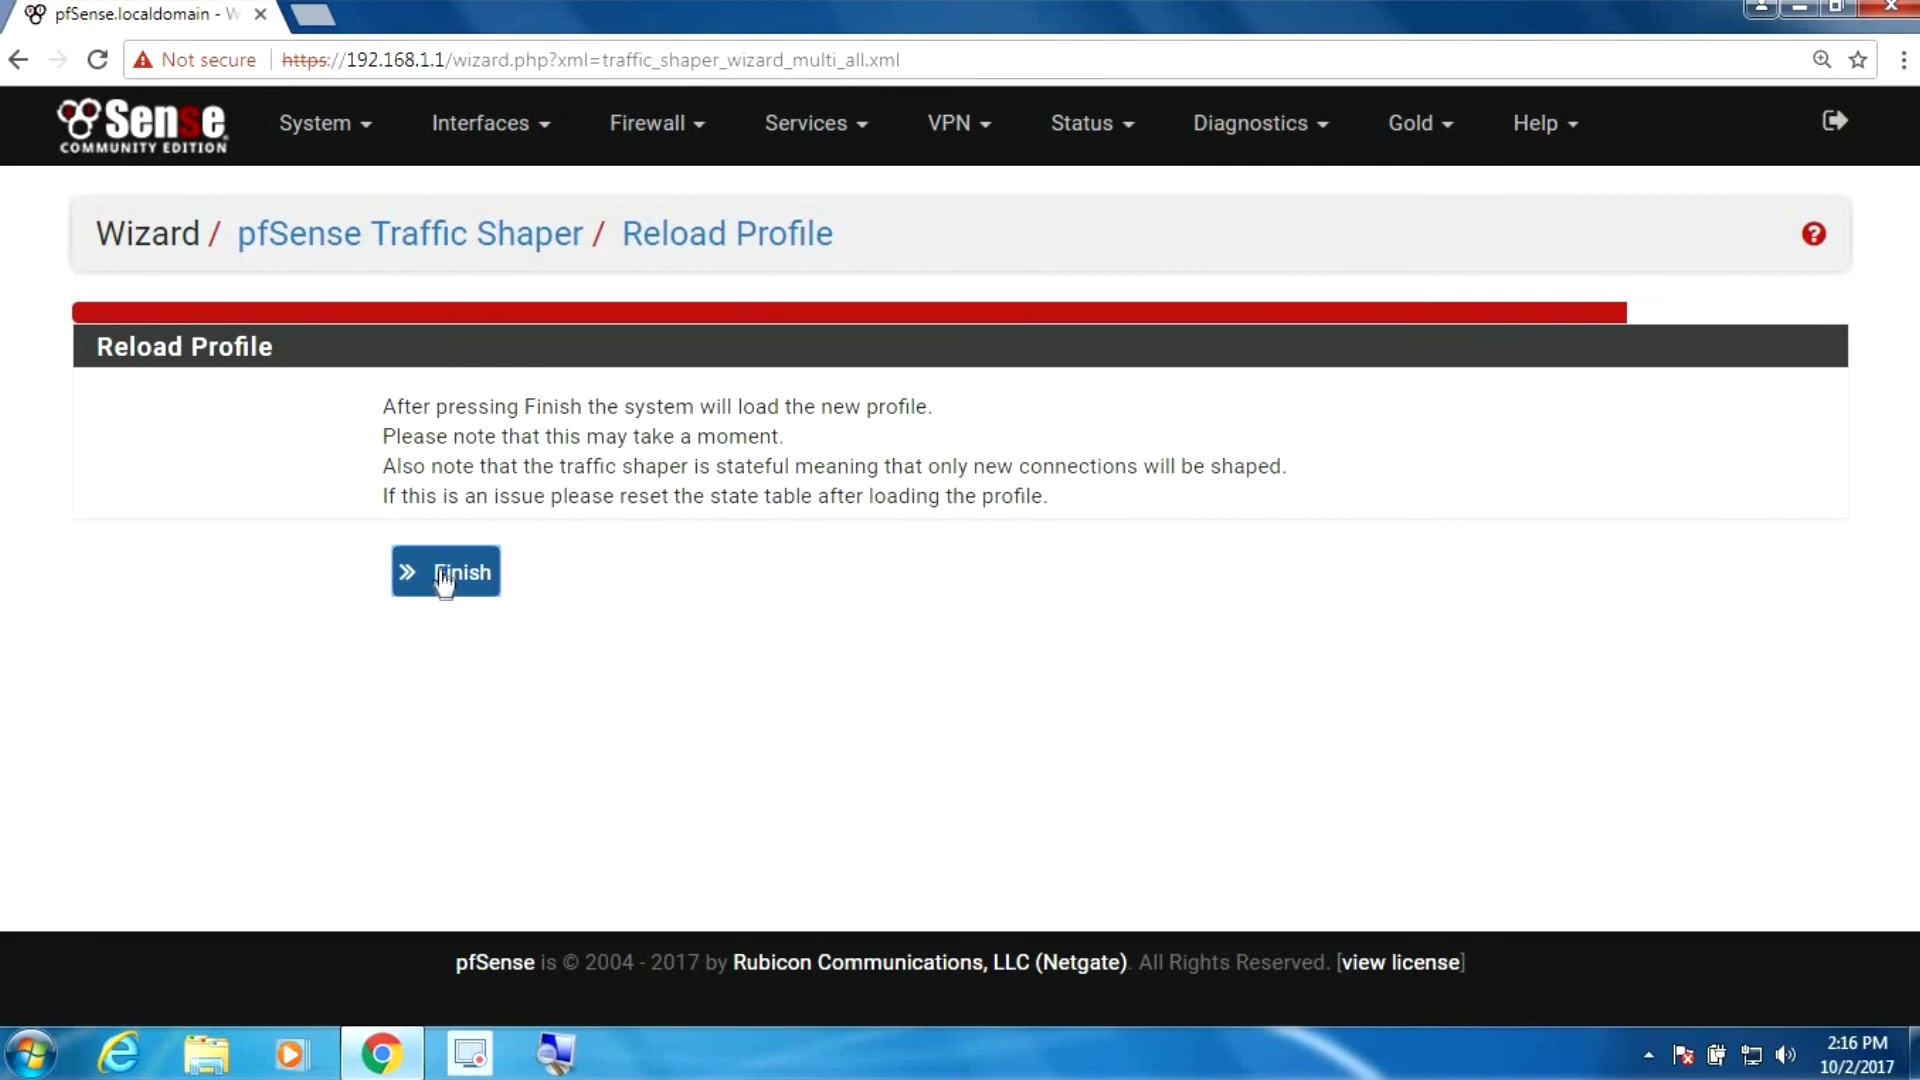 pfSense.localdomain - W
Not secure https://192.168.1.1/wizard.php?xml=traffic_shaper_wizard_multi_all.xml
Sense COMMUNITY EDITION
System Interfaces Firewall Services VPN Status Diagnostics Gold Help
Wizard / pfSense Traffic Shaper / Reload Profile
Reload Profile
After pressing Finish the system will load the new profile.
Please note that this may take a moment.
Also note that the traffic shaper is stateful meaning that only new connections will be shaped.
If this is an issue please reset the state table after loading the profile.
Finish
pfSense is © 2004 - 2017 by Rubicon Communications, LLC (Netgate). All Rights Reserved. [view license]
2:16 PM
10/2/2017